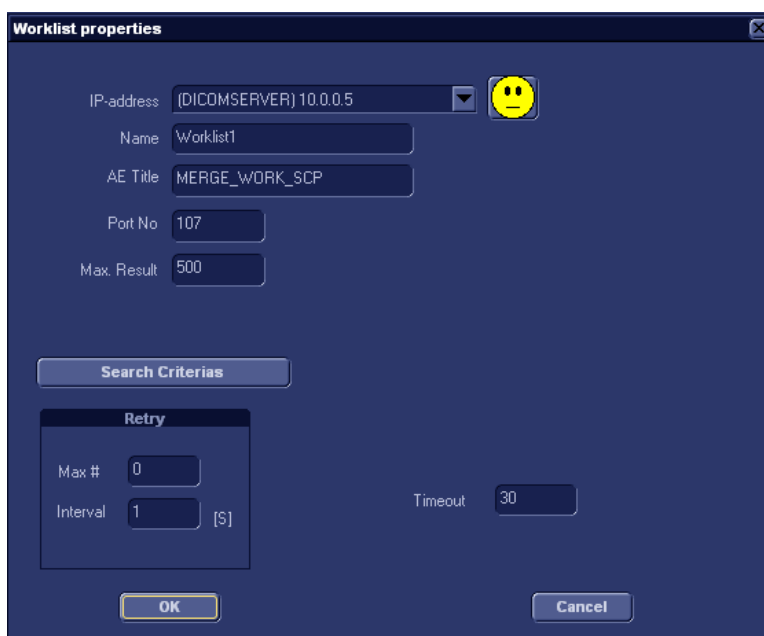 Worklist properties
IP-address (DICOMSERVER) 10.0.0.5
Name Worklist1
AE Title MERGE_WORK_SCP
Port No 107
Max. Result 500
Search Criterias
Retry
Max # 0
Interval 1 [S]
Timeout 30
OK Cancel